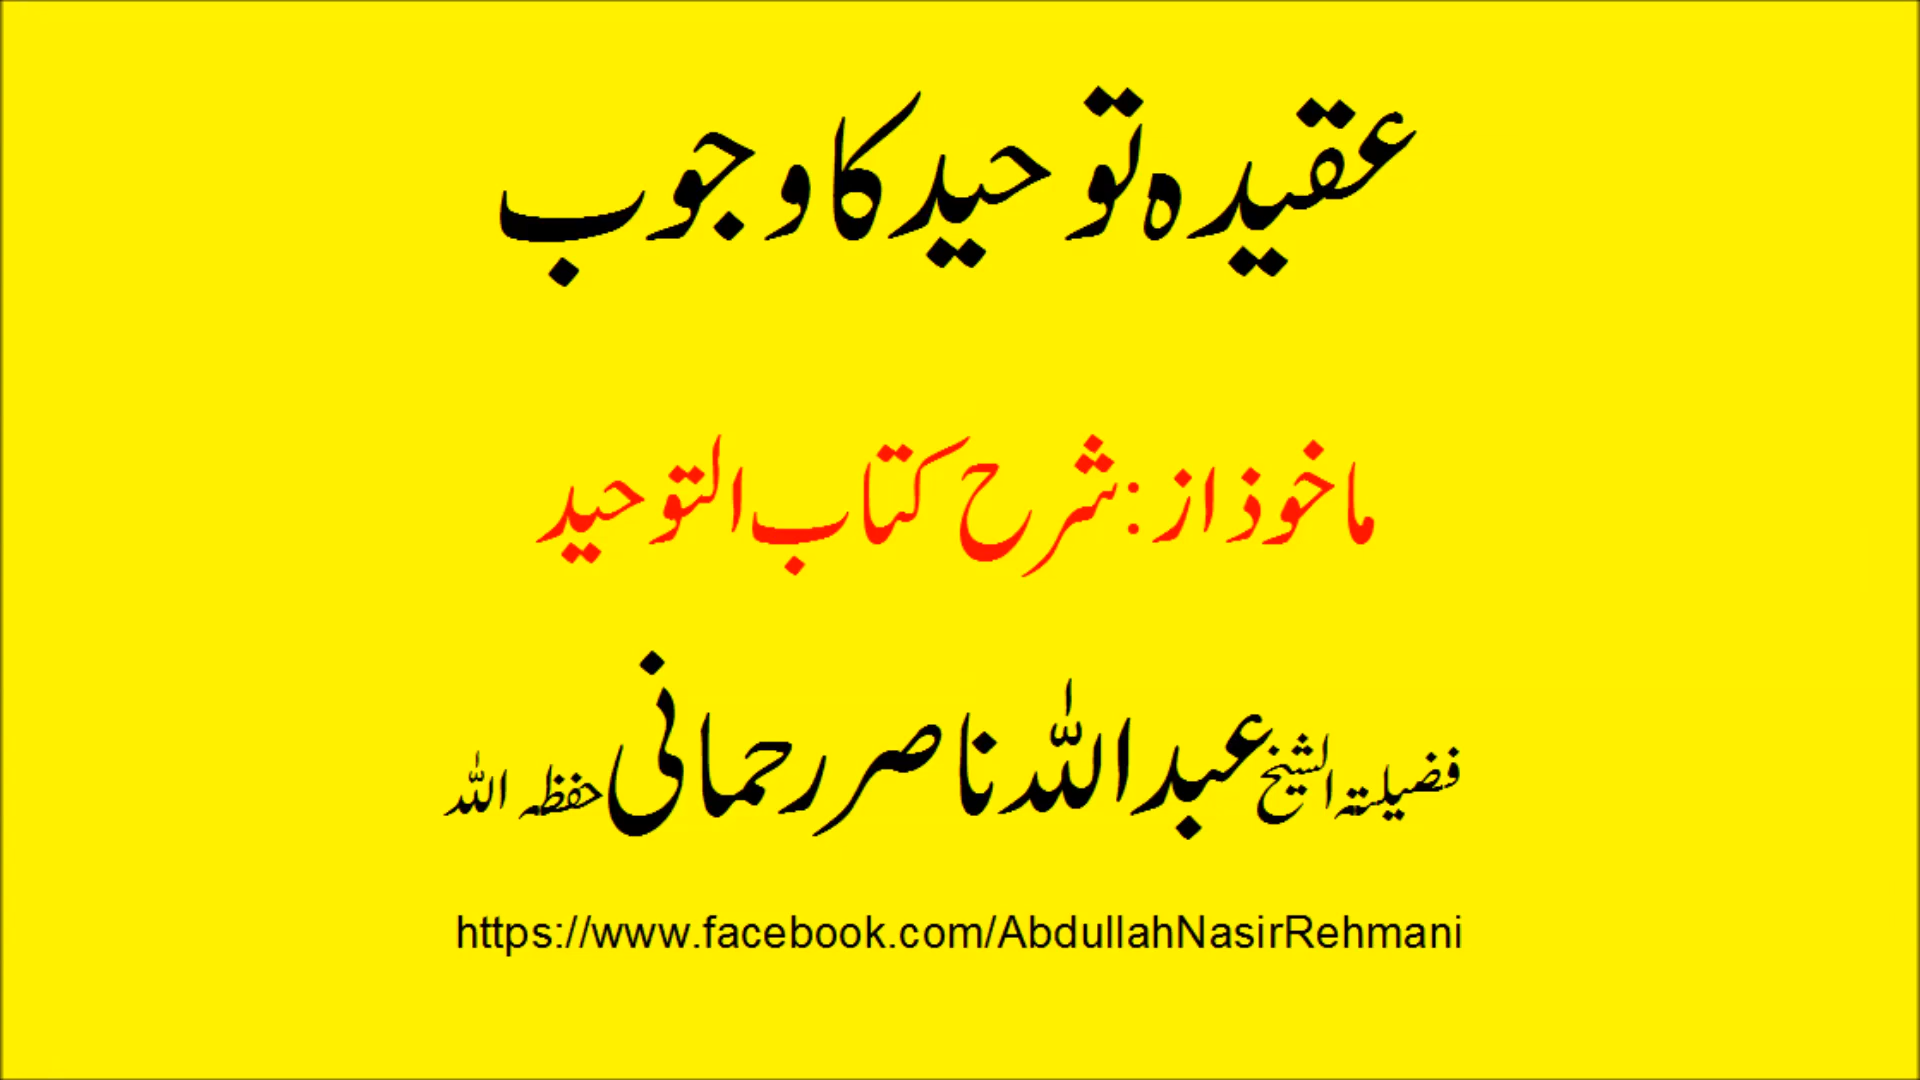 عقیدہ توحید کا وجوب
ماخوذ از: شرح کتاب التوحید
فضیلتہ الشیخ عبداللہ ناصر رحمانی حفظہ اللہ
https://www.facebook.com/AbdullahNasirRehmani